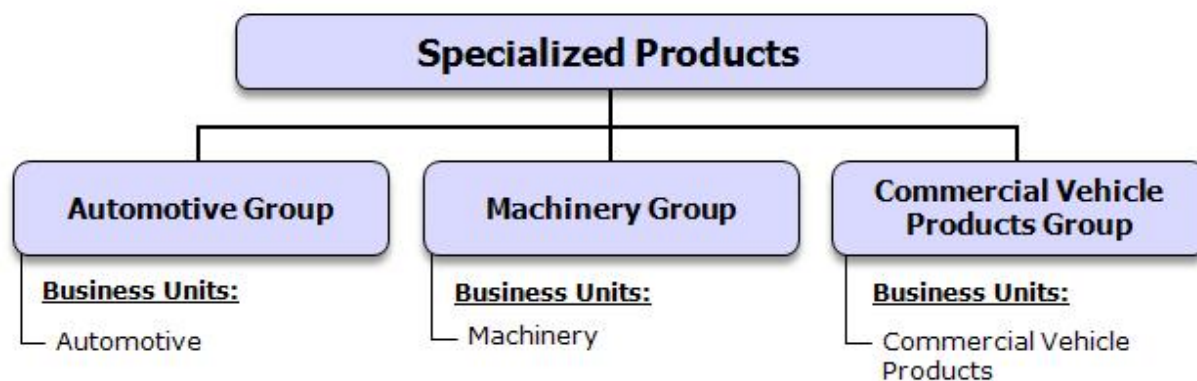 Specialized Products
Automotive Group
Machinery Group
Commercial Vehicle
Products Group
Business Units:
Automotive
Business Units:
Machinery
Business Units:
Commercial Vehicle
Products